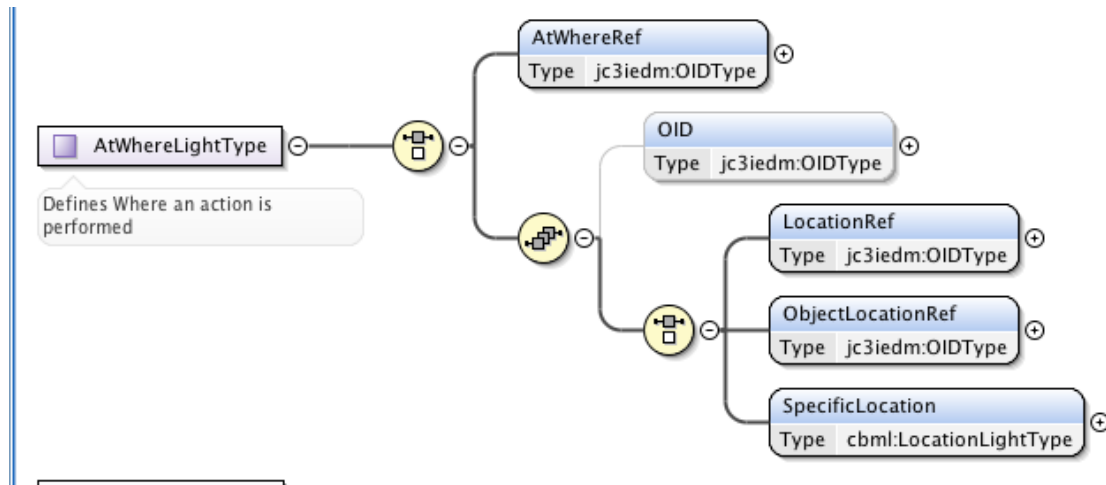 AtWhereRef
Type jc3iedm:OIDType
AtWhereLightType
OID
Type jc3iedm:OIDType
Defines Where an action is
performed
LocationRef
Type jc3iedm:OIDType
ObjectLocationRef
Type jc3iedm:OIDType
SpecificLocation
Type cbml:LocationLightType